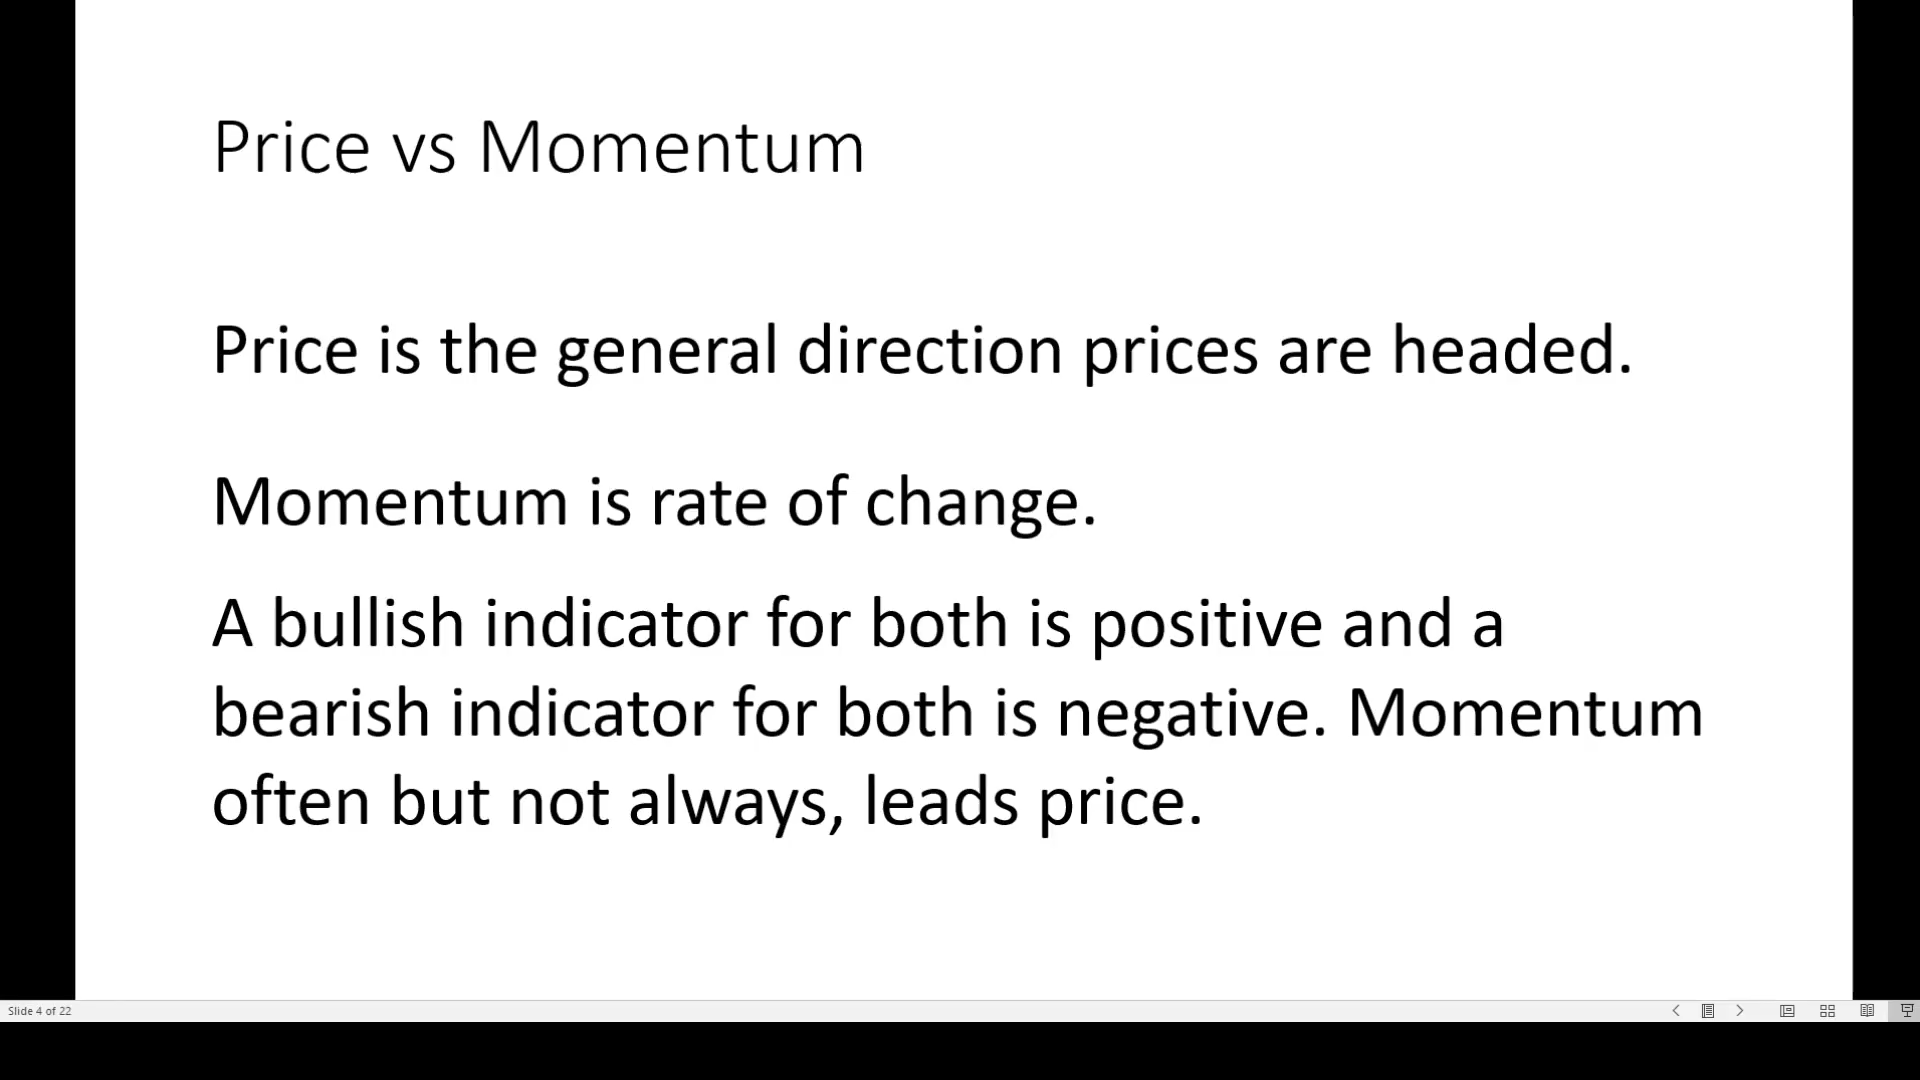 Price vs Momentum
Price is the general direction prices are headed.
Momentum is rate of change.
A bullish indicator for both is positive and a
bearish indicator for both is negative. Momentum
often but not always, leads price.
Slide 4 of 22